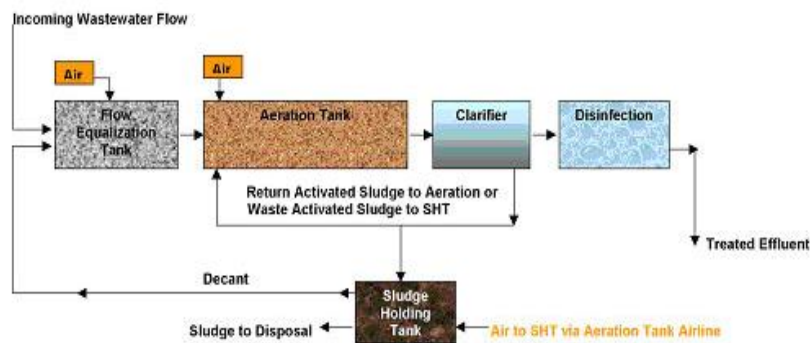 Incoming Wastewater Flow
Air
Air
Flow
Equalization
Tank
Aeration Tank
Clarifier
Disinfection
Return Activated Sludge to Aeration or
Waste Activated Sludge to SHT
Treated Effluent
Decant
Sludge
Holding
Tank
Sludge to Disposal
Air to SHT via Aeration Tank Airline